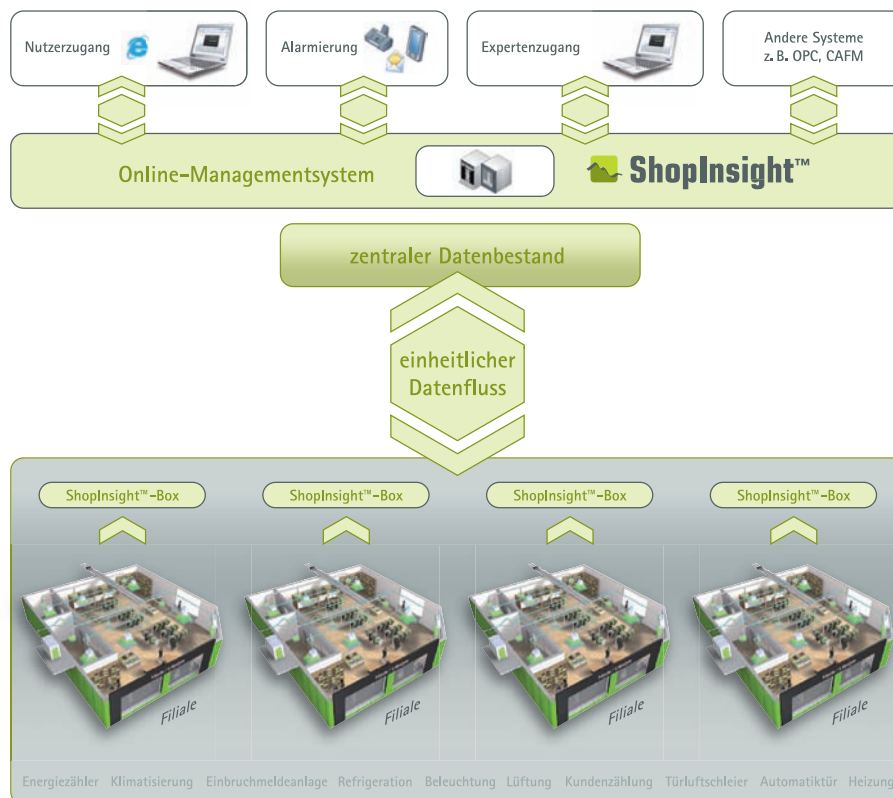 Nutzerzugang
Alarmierung
Expertenzugang
Andere Systeme
z. B. OPC, CAFM
Online-Managementsystem
ShopInsight™
zentraler Datenbestand
einheitlicher
Datenfluss
ShopInsight™-Box
ShopInsight™-Box
ShopInsight™-Box
ShopInsight™-Box
Filiale
Filiale
Filiale
Filiale
Energiezähler Klimatisierung Einbruchmeldeanlage Refrigeration Beleuchtung Lüftung Kundenzählung Türluftschleier Automatiktür Heizung